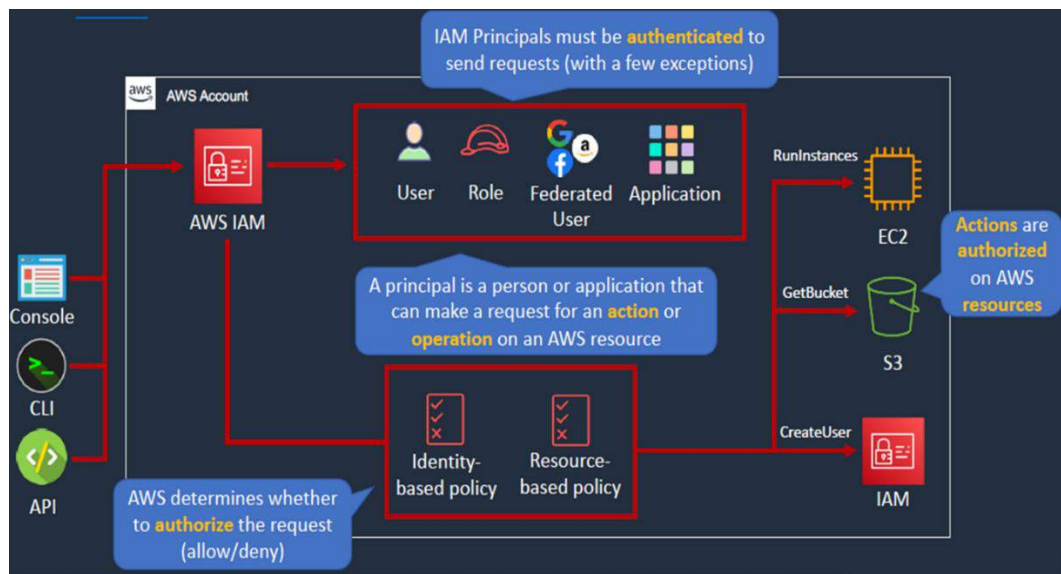 IAM Principals must be authenticated to
send requests (with a few exceptions)
aws
AWS Account
AWS IAM
User
Role
Federated
User
Application
A principal is a person or application that
can make a request for an action or
operation on an AWS resource
Console
CLI
API
Identity-
based policy
Resource-
based policy
AWS determines whether
to authorize the request
(allow/deny)
RunInstances
EC2
GetBucket
S3
CreateUser
IAM
Actions are
authorized
on AWS
resources